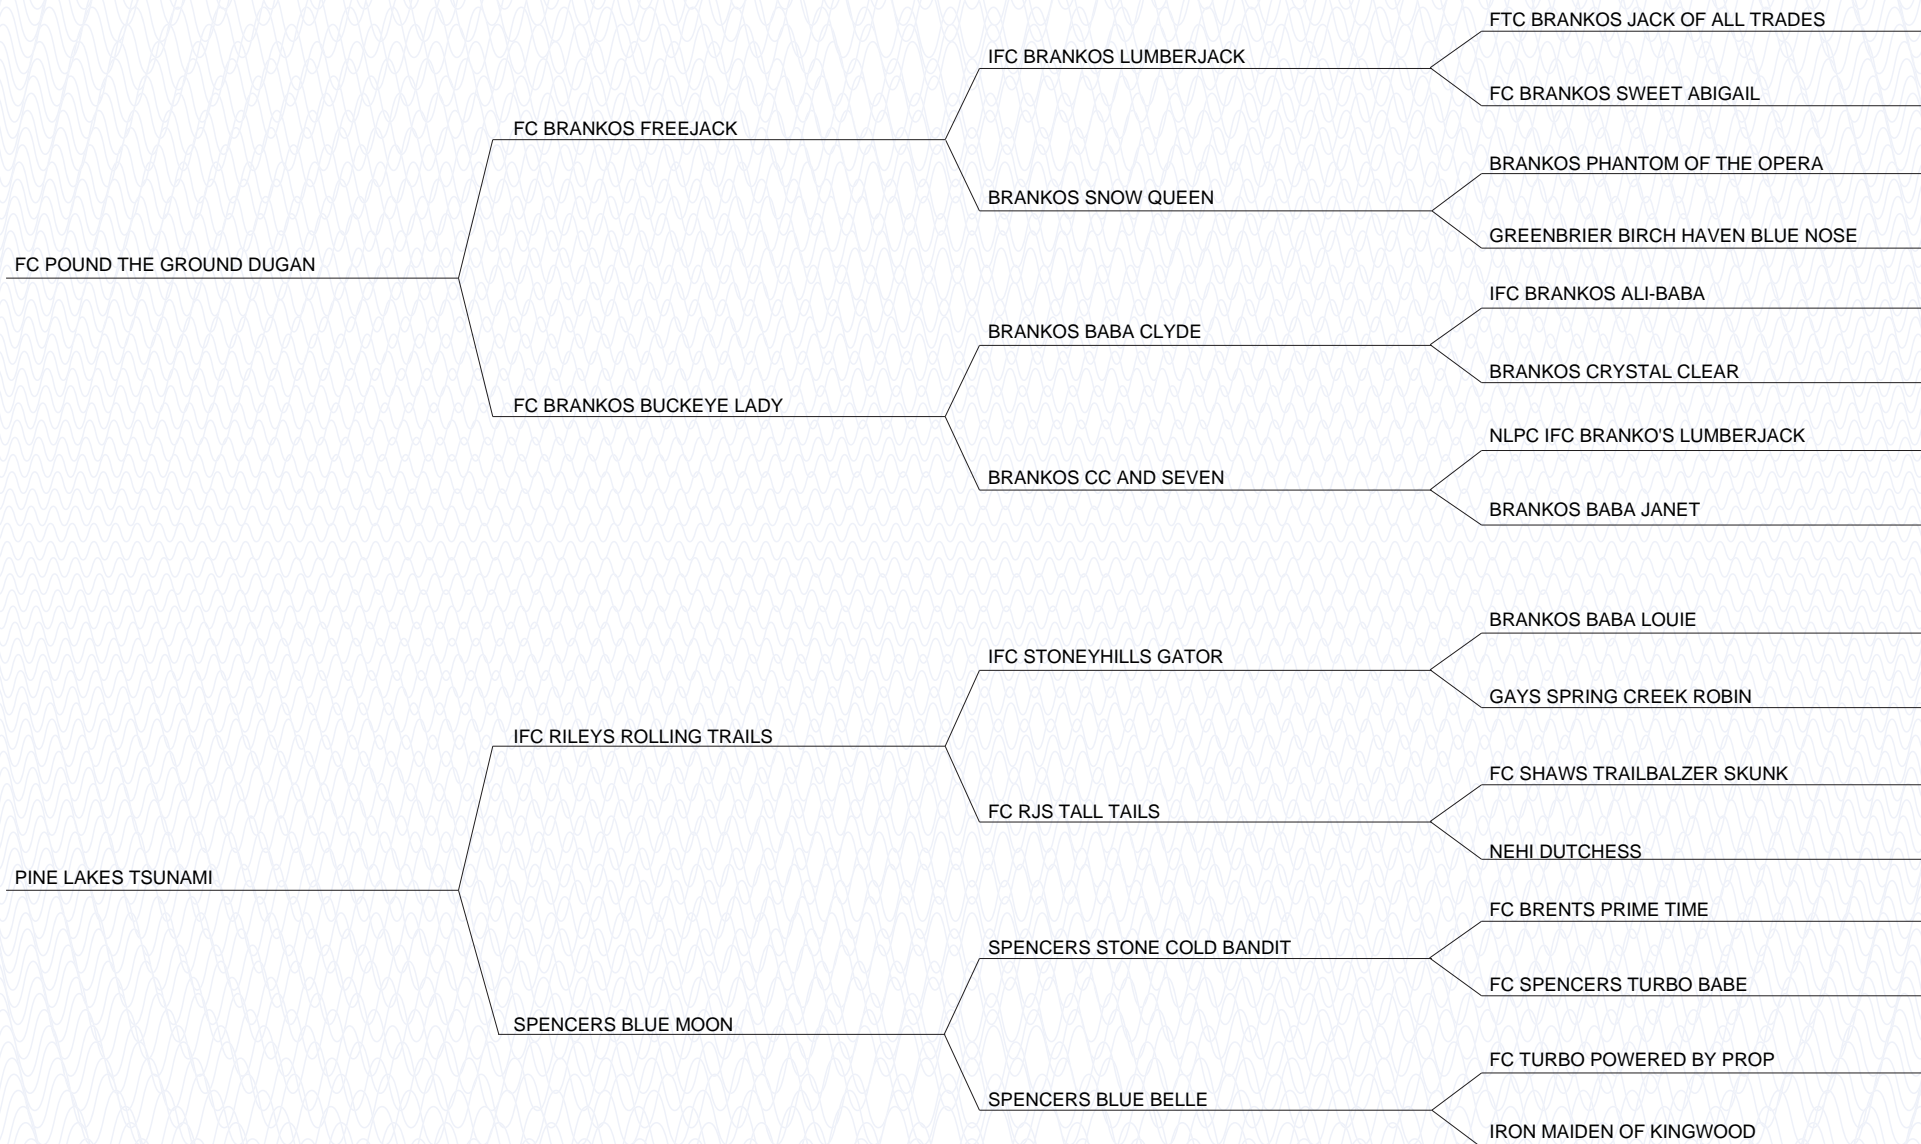 FTC BRANKOS JACK OF ALL TRADES
IFC BRANKOS LUMBERJACK
FC BRANKOS SWEET ABIGAIL
FC BRANKOS FREEJACK
BRANKOS PHANTOM OF THE OPERA
BRANKOS SNOW QUEEN
GREENBRIER BIRCH HAVEN BLUE NOSE
FC POUND THE GROUND DUGAN
IFC BRANKOS ALI-BABA
BRANKOS BABA CLYDE
BRANKOS CRYSTAL CLEAR
FC BRANKOS BUCKEYE LADY
NLPC IFC BRANKO'S LUMBERJACK
BRANKOS CC AND SEVEN
BRANKOS BABA JANET
BRANKOS BABA LOUIE
IFC STONEYHILLS GATOR
GAYS SPRING CREEK ROBIN
IFC RILEYS ROLLING TRAILS
FC SHAWS TRAILBALZER SKUNK
FC RJS TALL TAILS
NEHI DUTCHESS
PINE LAKES TSUNAMI
FC BRENTS PRIME TIME
SPENCERS STONE COLD BANDIT
FC SPENCERS TURBO BABE
SPENCERS BLUE MOON
FC TURBO POWERED BY PROP
SPENCERS BLUE BELLE
IRON MAIDEN OF KINGWOOD